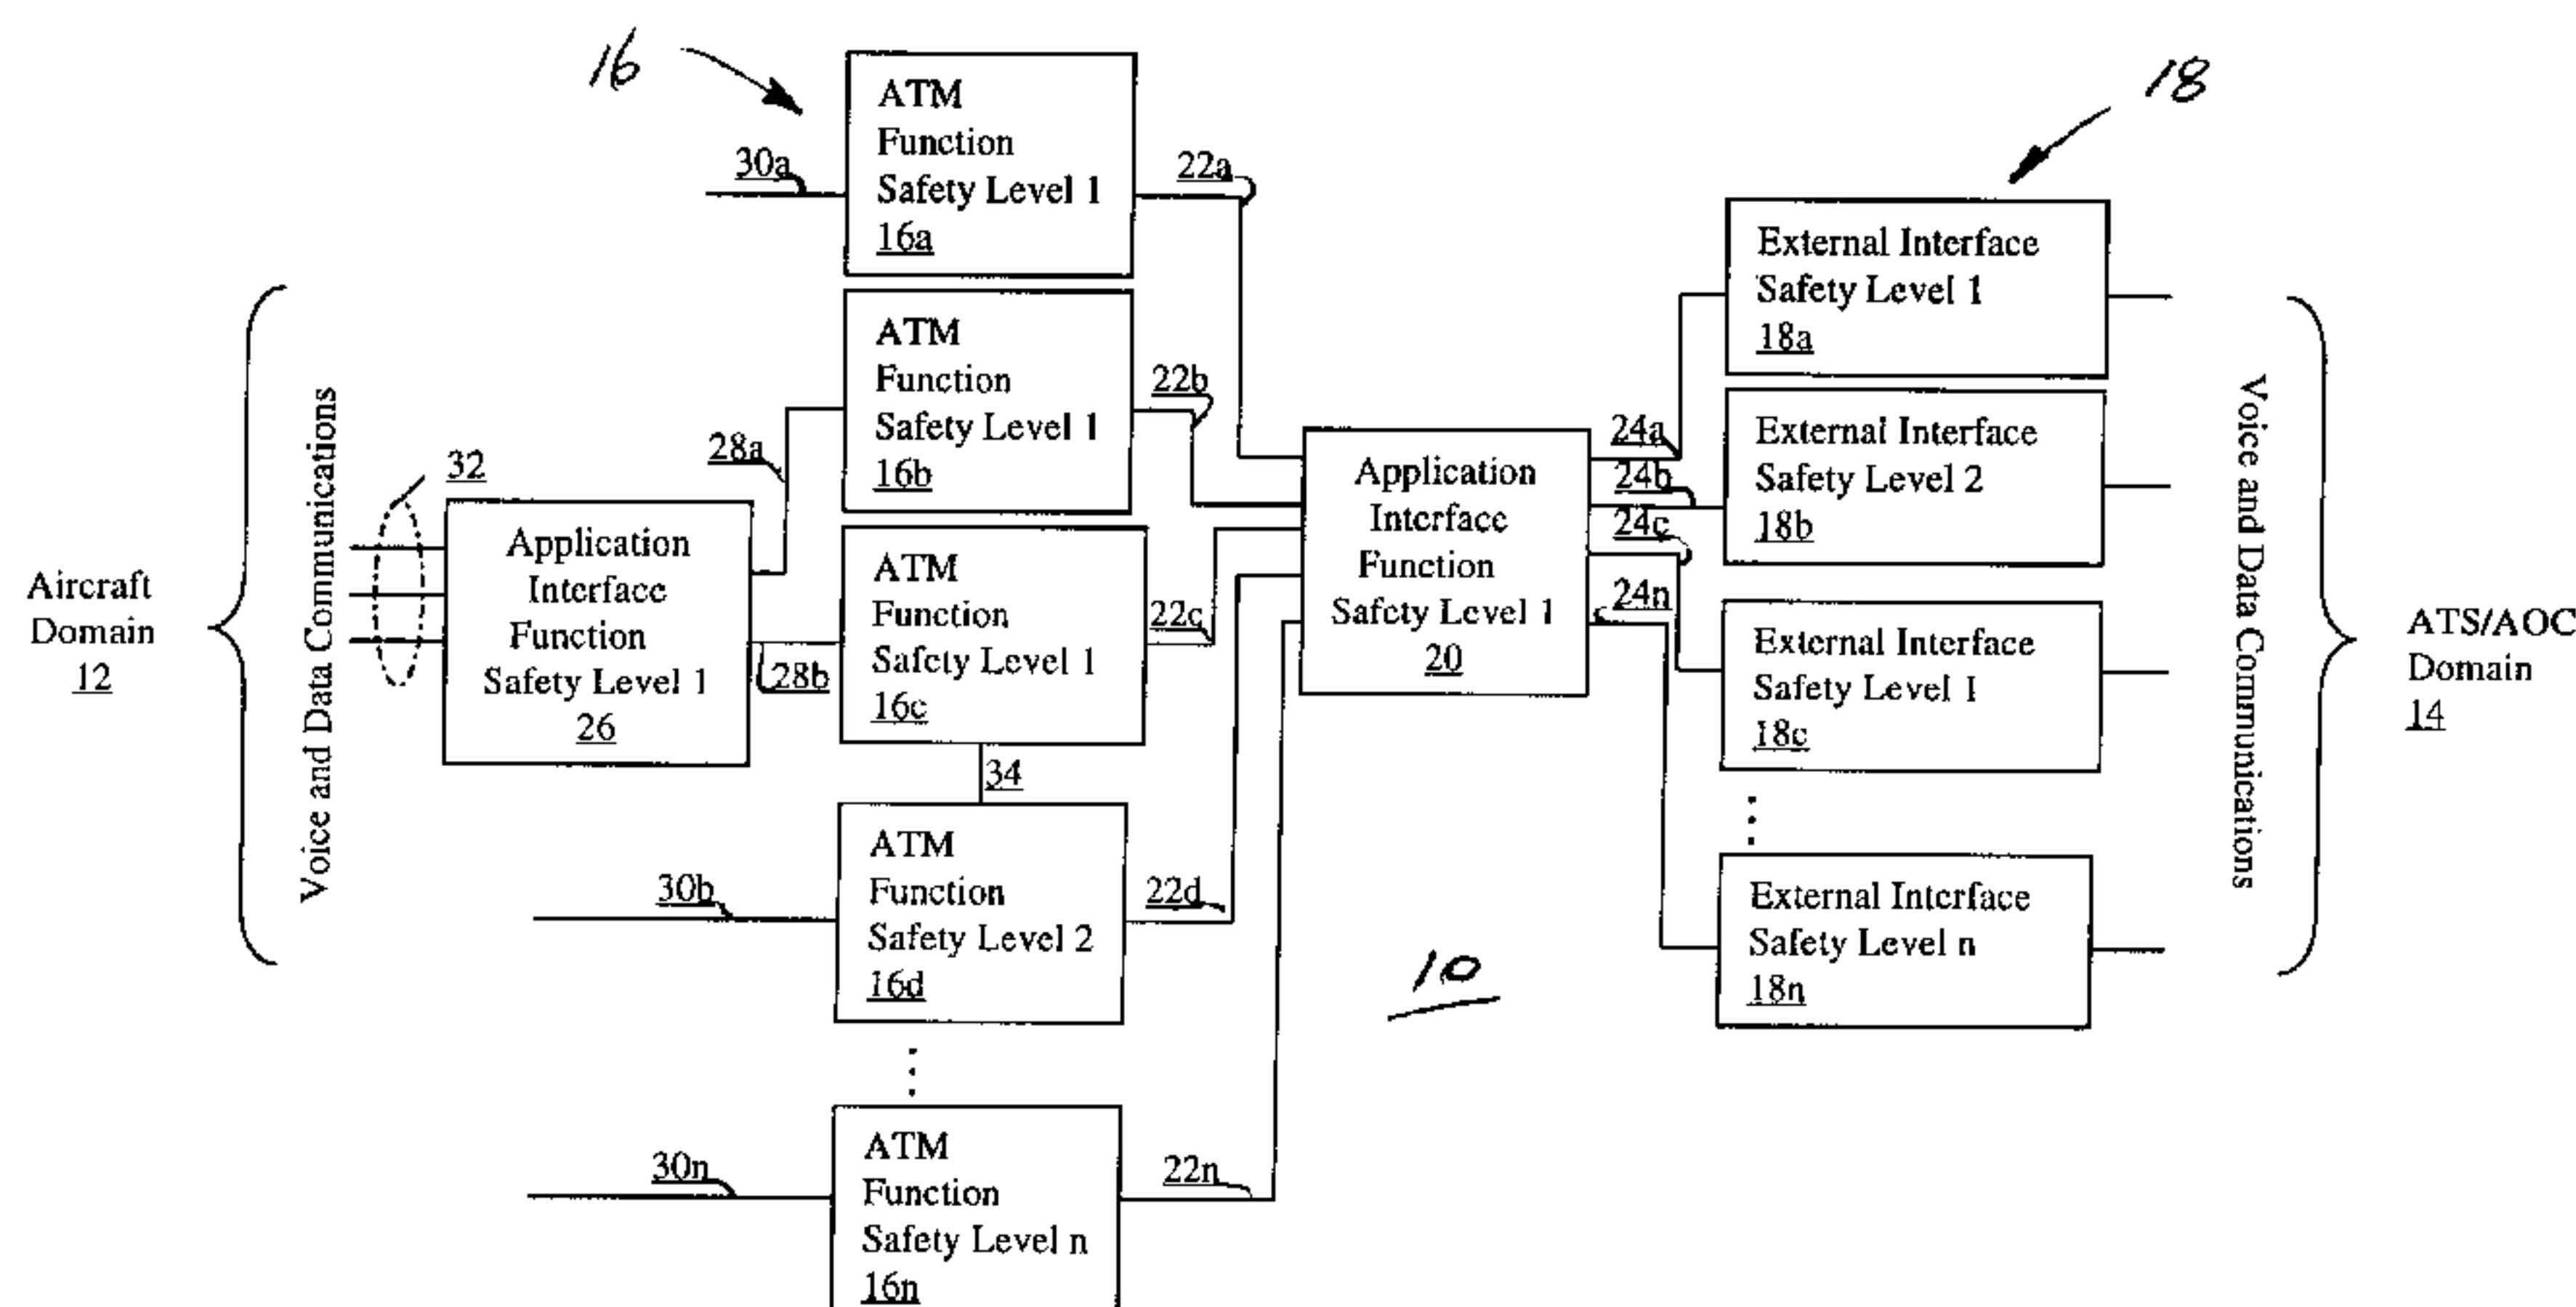 16
18
ATM
Function
Safety Level 1
16a
30a
22a
External Interface
Safety Level 1
18a
ATM
Function
Safety Level 1
16b
22b
28a
24a
24b
24c
24n
External Interface
Safety Level 2
18b
32
Voice and Data Communications
Aircraft
Domain
12
Application
Interface
Function
Safety Level 1
26
28b
ATM
Function
Safety Level 1
16c
22c
34
Application
Interface
Function
Safety Level 1
20
External Interface
Safety Level 1
18c
Voice and Data Communications
ATS/AOC
Domain
14
ATM
Function
Safety Level 2
16d
30b
22d
10
External Interface
Safety Level n
18n
ATM
Function
Safety Level n
16n
30n
22n